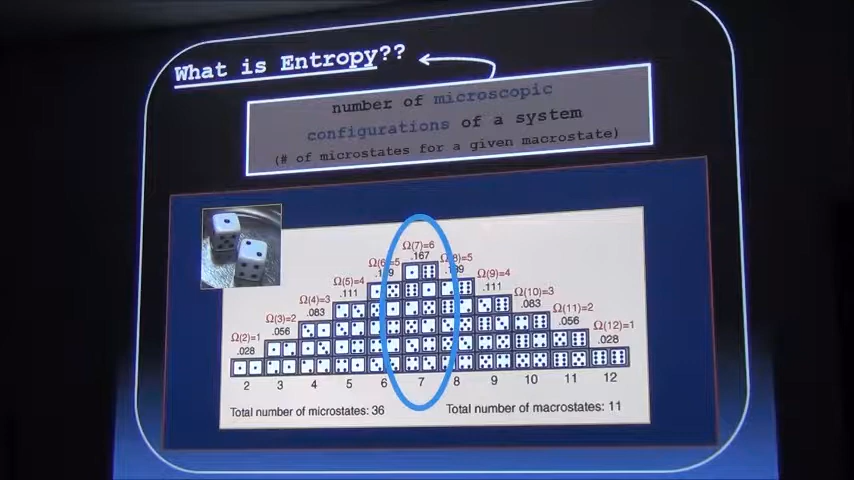 What is Entropy??
number of microscopic
configurations of a system
(# of microstates for a given macrostate)
Ω(7)=6
.167
Ω(8)=5
Ω(5)=4
.111
Ω(9)=4
.111
Ω(4)=3
.083
Ω(10)=3
.083
Ω(3)=2
.056
Ω(11)=2
.056
Ω(2)=1
.028
Ω(12)=1
.028
2 3 4 5 6 7 8 9 10 11 12
Total number of microstates: 36 Total number of macrostates: 11